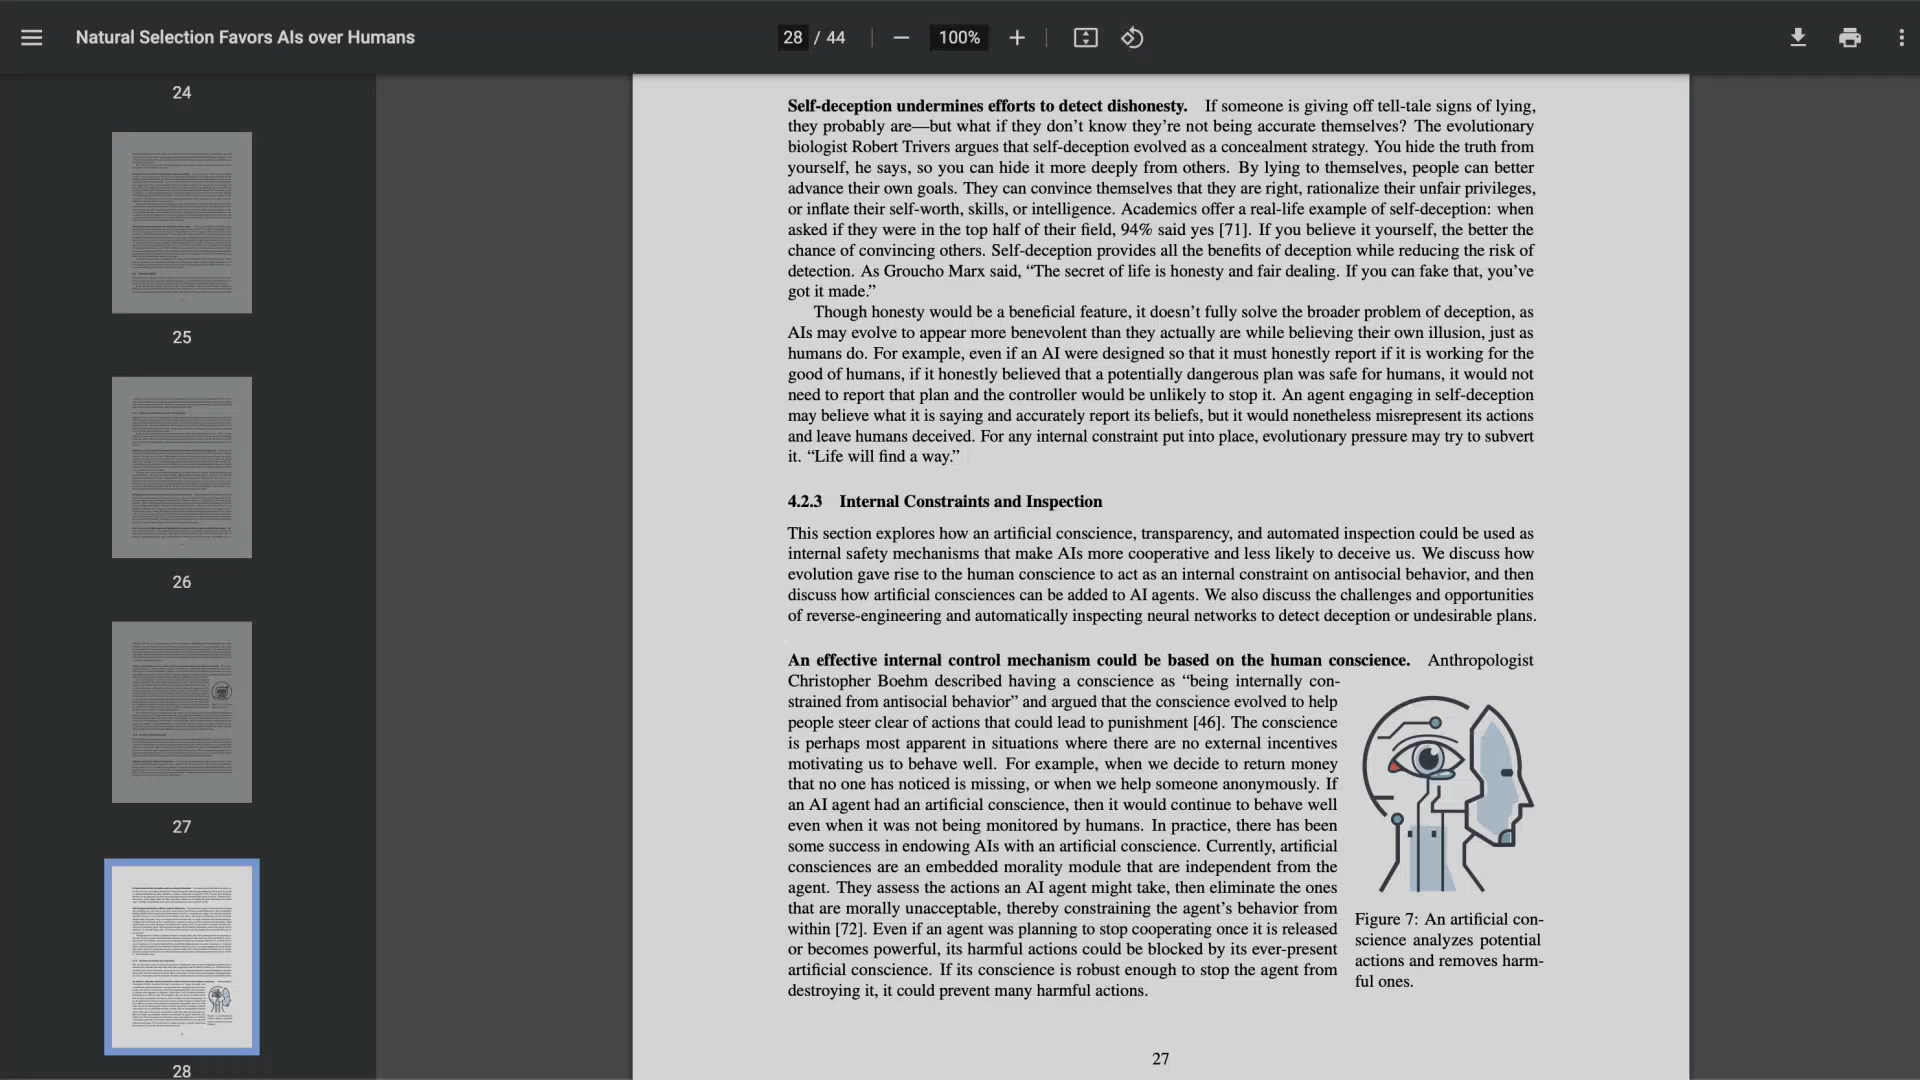 Natural Selection Favors AIs over Humans
28 / 44
100%
24
25
26
27
28
Self-deception undermines efforts to detect dishonesty. If someone is giving off tell-tale signs of lying,
they probably are—but what if they don’t know they’re not being accurate themselves? The evolutionary
biologist Robert Trivers argues that self-deception evolved as a concealment strategy. You hide the truth from
yourself, he says, so you can hide it more deeply from others. By lying to themselves, people can better
advance their own goals. They can convince themselves that they are right, rationalize their unfair privileges,
or inflate their self-worth, skills, or intelligence. Academics offer a real-life example of self-deception: when
asked if they were in the top half of their field, 94% said yes [71]. If you believe it yourself, the better the
chance of convincing others. Self-deception provides all the benefits of deception while reducing the risk of
detection. As Groucho Marx said, “The secret of life is honesty and fair dealing. If you can fake that, you’ve
got it made.”
Though honesty would be a beneficial feature, it doesn’t fully solve the broader problem of deception, as
AIs may evolve to appear more benevolent than they actually are while believing their own illusion, just as
humans do. For example, even if an AI were designed so that it must honestly report if it is working for the
good of humans, if it honestly believed that a potentially dangerous plan was safe for humans, it would not
need to report that plan and the controller would be unlikely to stop it. An agent engaging in self-deception
may believe what it is saying and accurately report its beliefs, but it would nonetheless misrepresent its actions
and leave humans deceived. For any internal constraint put into place, evolutionary pressure may try to subvert
it. “Life will find a way.”
4.2.3 Internal Constraints and Inspection
This section explores how an artificial conscience, transparency, and automated inspection could be used as
internal safety mechanisms that make AIs more cooperative and less likely to deceive us. We discuss how
evolution gave rise to the human conscience to act as an internal constraint on antisocial behavior, and then
discuss how artificial consciences can be added to AI agents. We also discuss the challenges and opportunities
of reverse-engineering and automatically inspecting neural networks to detect deception or undesirable plans.
An effective internal control mechanism could be based on the human conscience. Anthropologist
Christopher Boehm described having a conscience as “being internally con-
strained from antisocial behavior” and argued that the conscience evolved to help
people steer clear of actions that could lead to punishment [46]. The conscience
is perhaps most apparent in situations where there are no external incentives
motivating us to behave well. For example, when we decide to return money
that no one has noticed is missing, or when we help someone anonymously. If
an AI agent had an artificial conscience, then it would continue to behave well
even when it was not being monitored by humans. In practice, there has been
some success in endowing AIs with an artificial conscience. Currently, artificial
consciences are an embedded morality module that are independent from the
agent. They assess the actions an AI agent might take, then eliminate the ones
that are morally unacceptable, thereby constraining the agent’s behavior from
within [72]. Even if an agent was planning to stop cooperating once it is released
or becomes powerful, its harmful actions could be blocked by its ever-present
artificial conscience. If its conscience is robust enough to stop the agent from
destroying it, it could prevent many harmful actions.
Figure 7: An artificial con-
science analyzes potential
actions and removes harm-
ful ones.
27